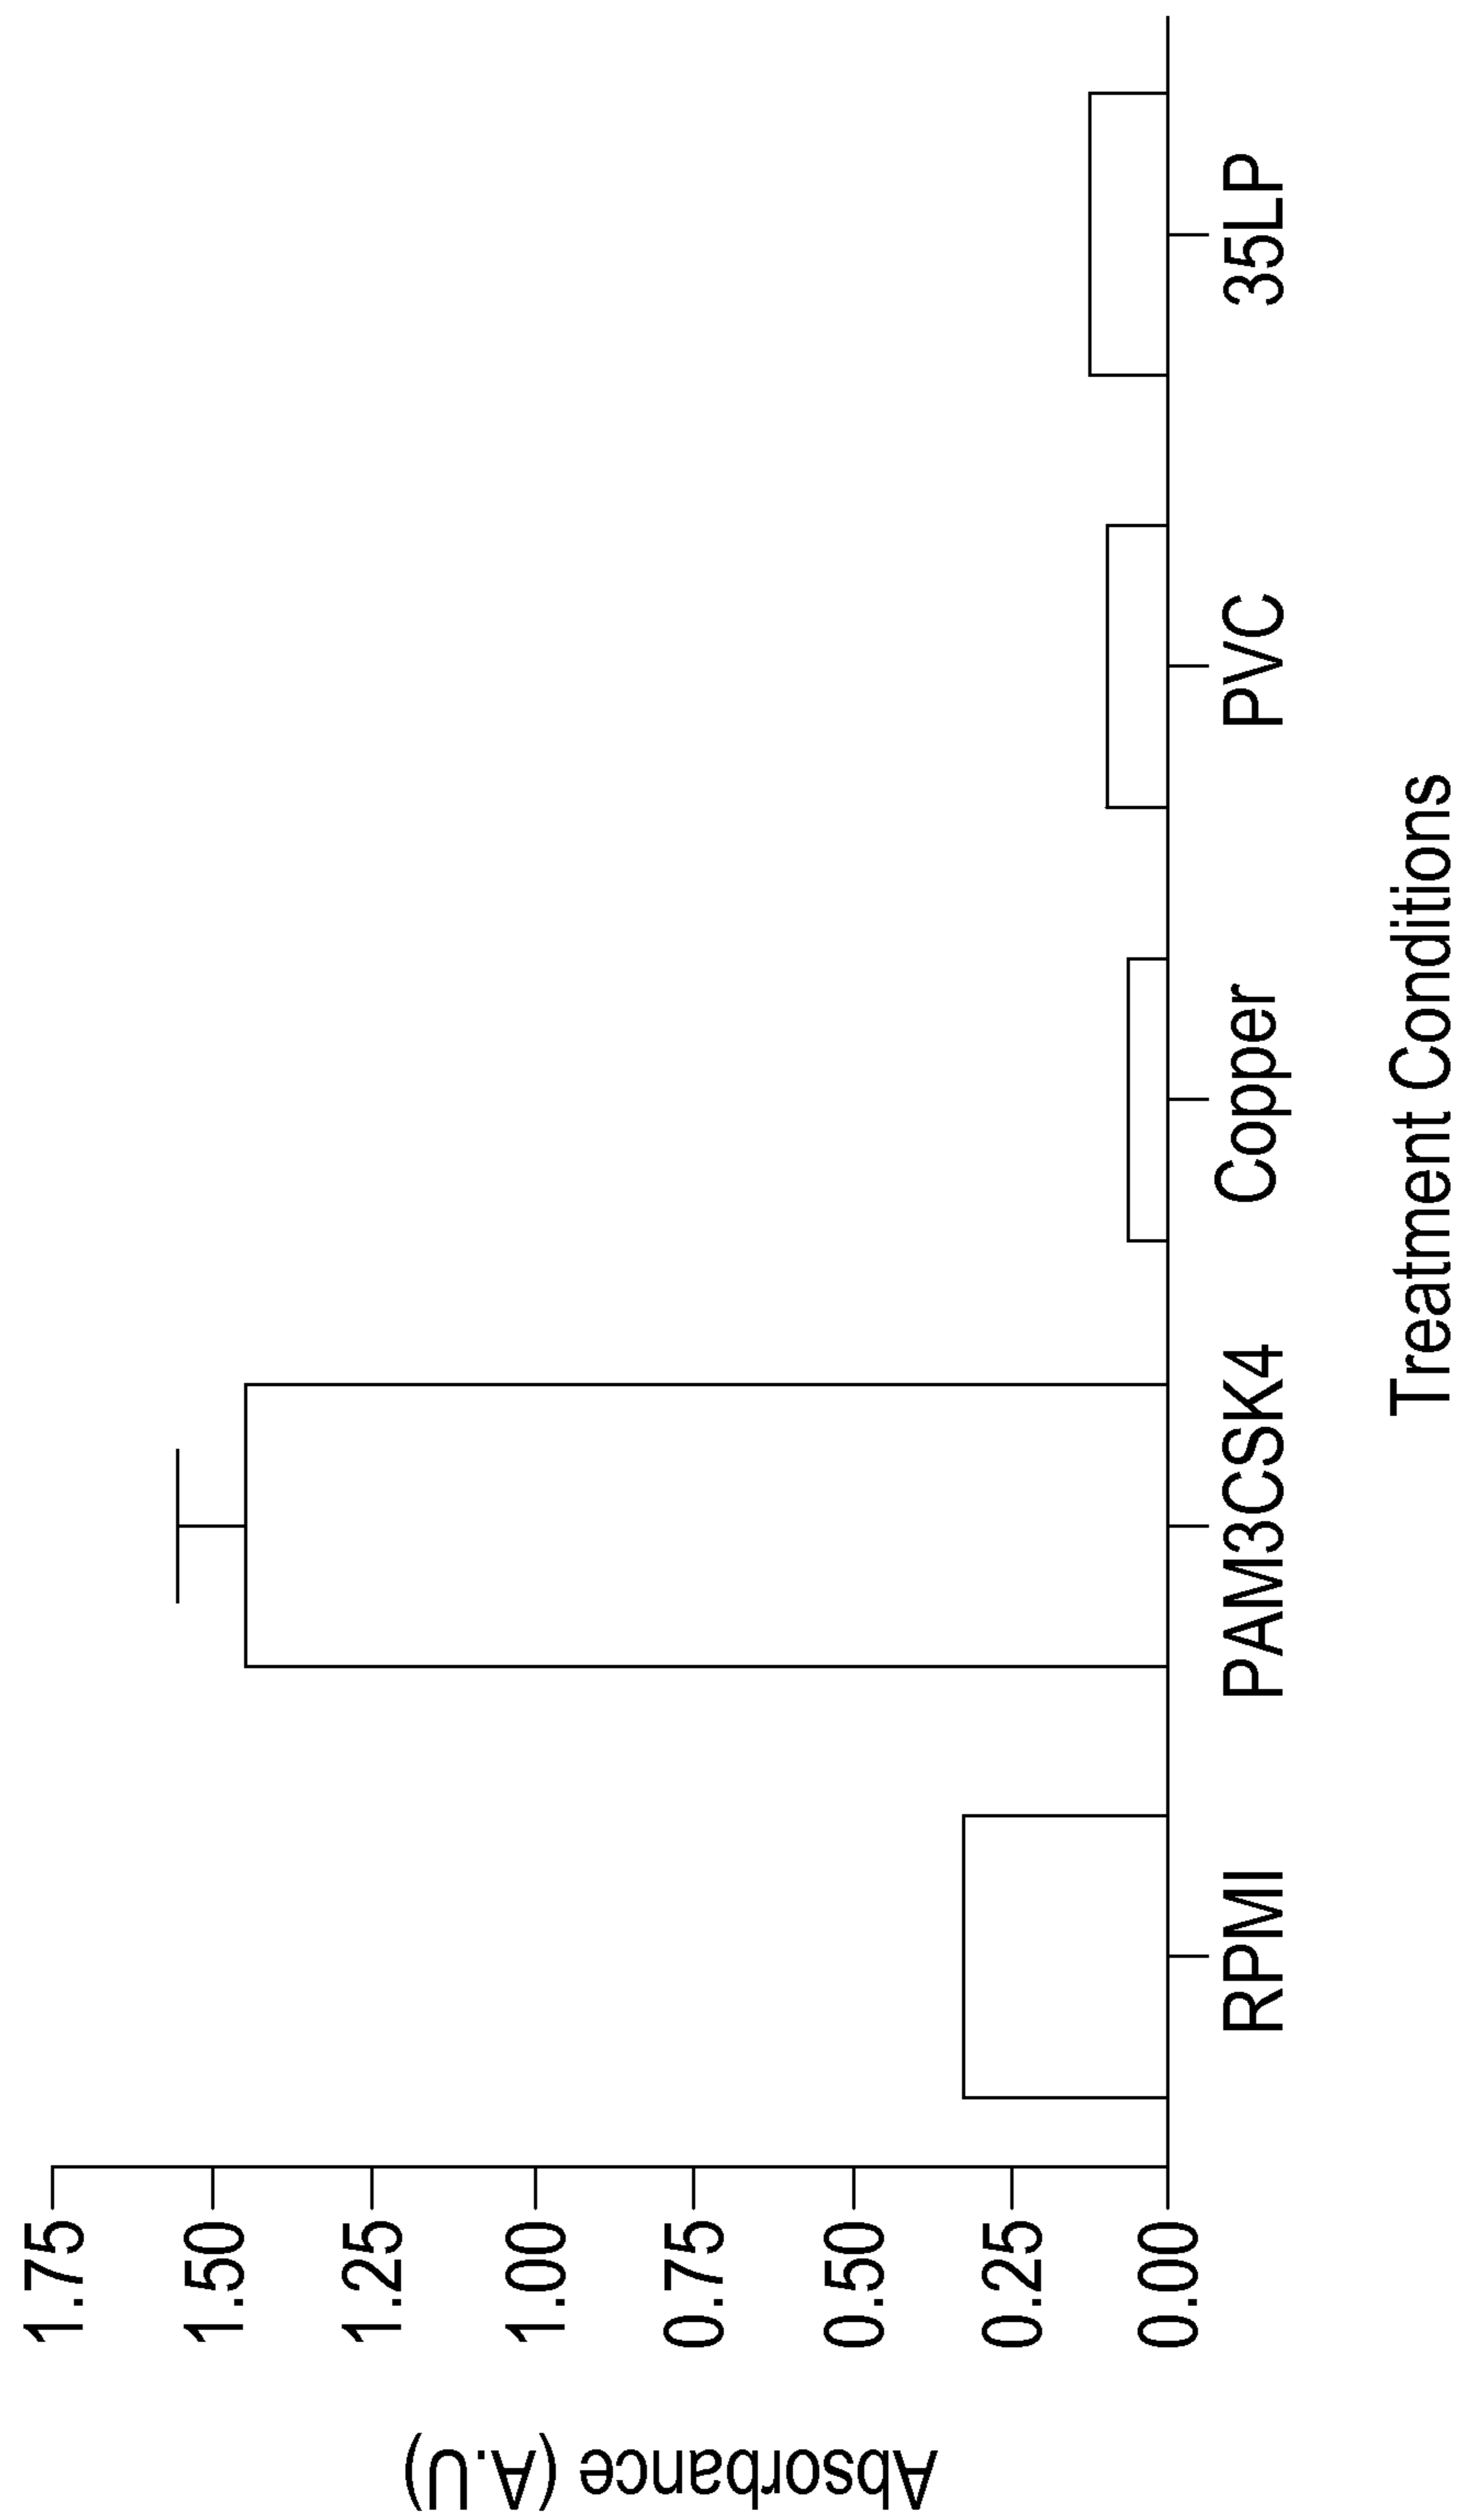 Absorbance (A.U)
1.75
1.50
1.25
1.00
0.75
0.50
0.25
0.00
RPMI
PAM3CSK4
Copper
PVC
35LP
Treatment Conditions